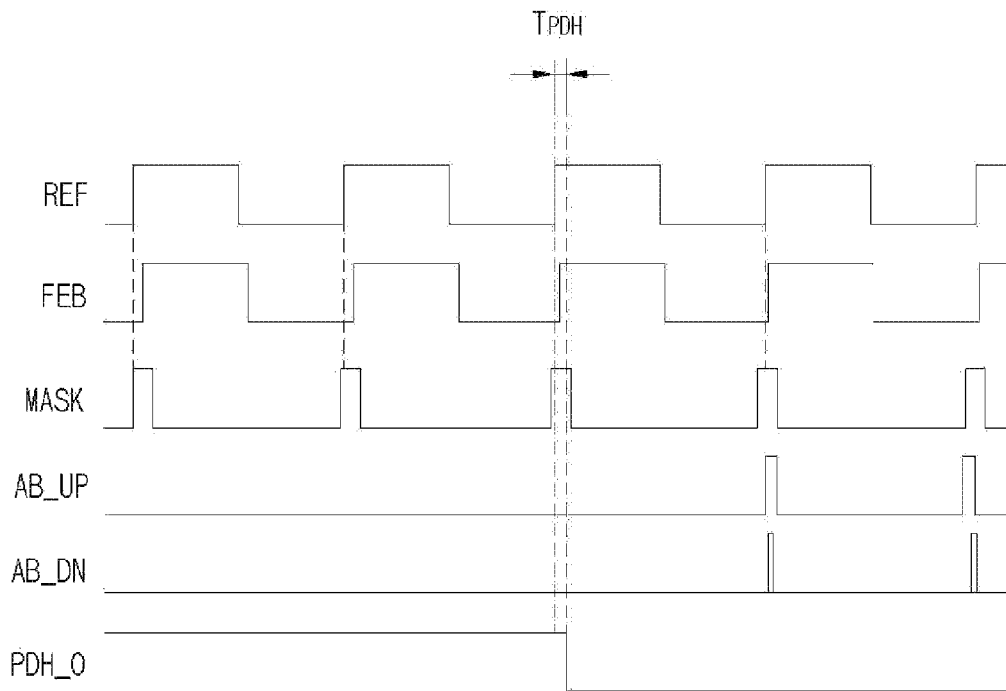 TPDH
REF
FEB
MASK
AB_UP
AB_DN
PDH_O